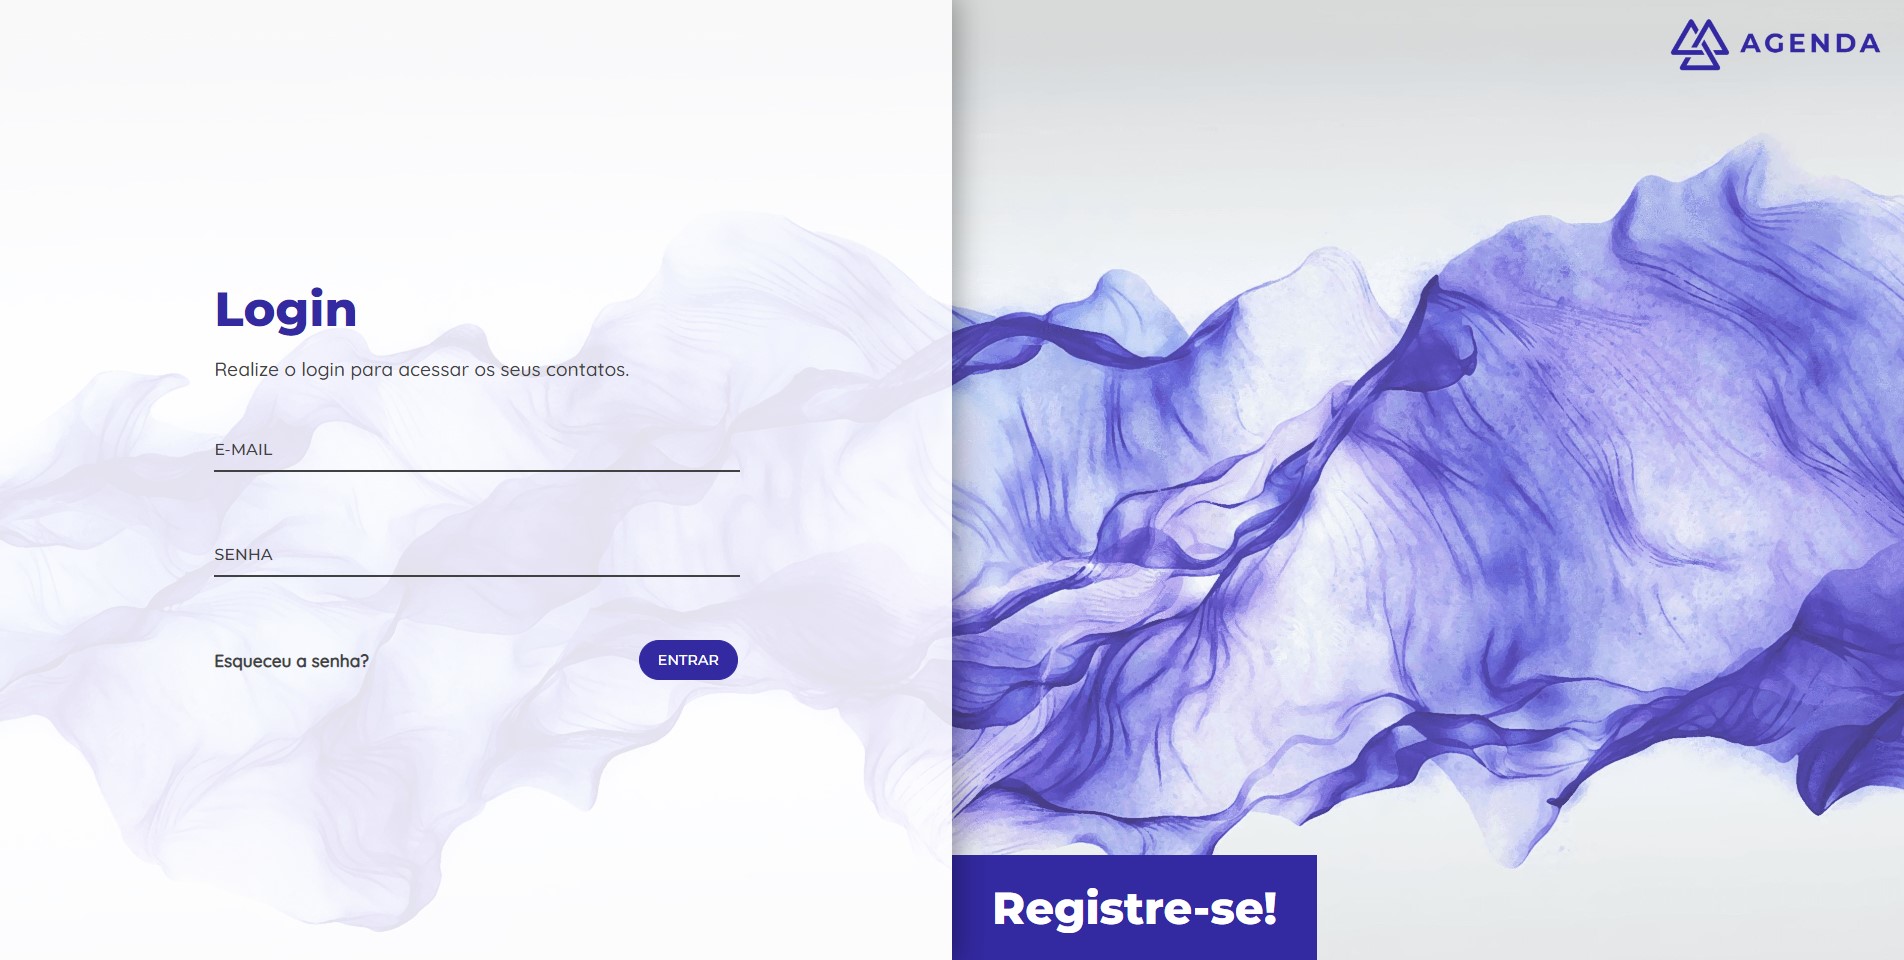 AGENDA
Login
Realize o login para acessar os seus contatos.
E-MAIL
SENHA
Esqueceu a senha?
ENTRAR
Registre-se!